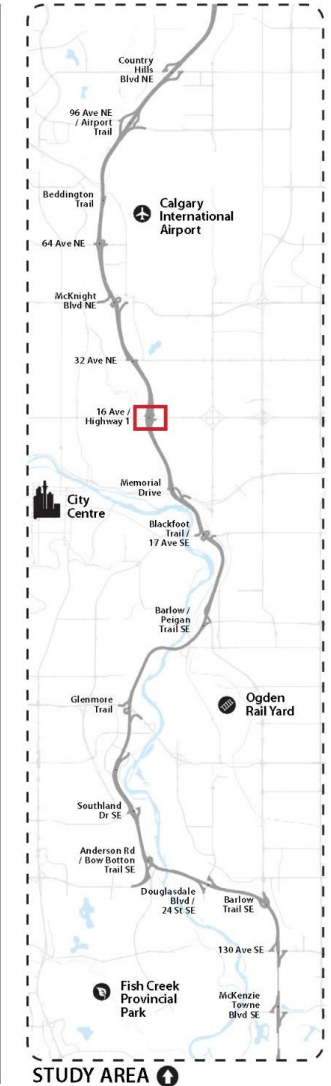 Country
Hills
Blvd NE
96 Ave NE
/ Airport
Trail
Beddington
Trail
Calgary
International
Airport
64 Ave NE
McKnight
Blvd NE
32 Ave NE
16 Ave /
Highway 1
Memorial
Drive
City
Centre
Blackfoot
Trail /
17 Ave SE
Barlow /
Peigan
Trail SE
Glenmore
Trail
Ogden
Rail Yard
Southland
Dr SE
Anderson Rd
/ Bow Botton
Trail SE
Douglasdale
Blvd /
24 St SE
Barlow
Trail SE
130 Ave SE
Fish Creek
Provincial
Park
McKenzie
Towne
Blvd SE
STUDY AREA